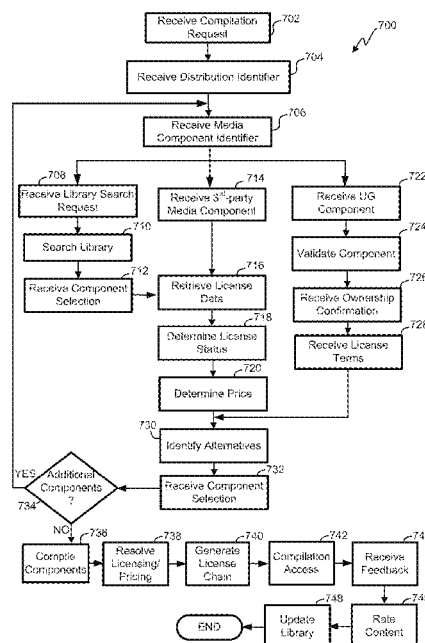 Receive Compilation Request
702
700
Receive Distribution Identifier
704
Receive Media Component Identifier
706
708
Receive Library Search Request
714
Receive 3rd-party Media Component
722
Receive UG Component
710
Search Library
724
Validate Component
712
Receive Component Selection
716
Retrieve License Data
726
Receive Ownership Confirmation
718
Determine License Status
728
Receive License Terms
720
Determine Price
730
Identify Alternatives
732
Receive Component Selection
YES
Additional Components ?
734
NO
736
Compile Components
738
Resolve Licensing/ Pricing
740
Generate License Chain
742
Compilation Access
Receive Feedback
748
Update Library
Rate Content
END